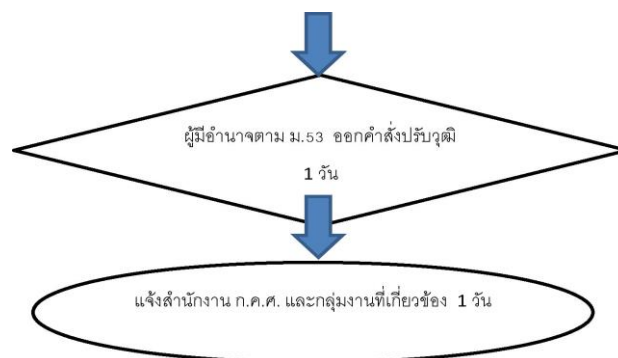 ผู้มีอำนาจตาม ม.53 ออกคำสั่งปรับวุฒิ
1 วัน
แจ้งสำนักงาน ก.ค.ศ. และกลุ่มงานที่เกี่ยวข้อง 1 วัน